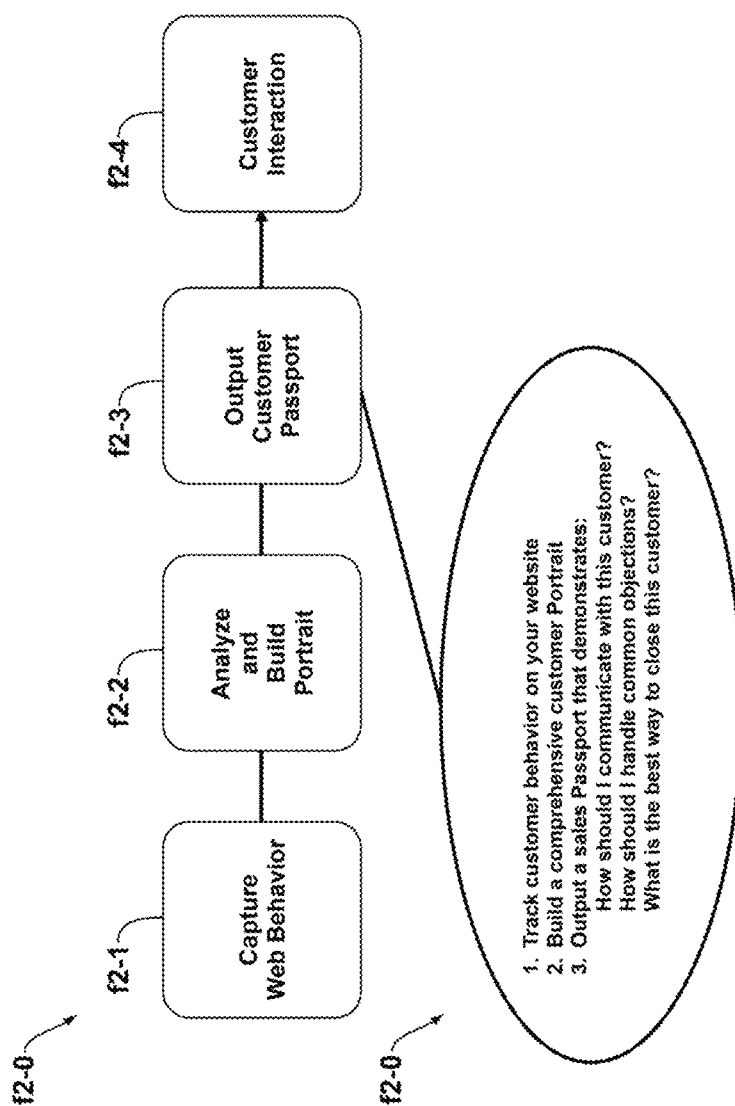 f2-0
f2-1
Capture
Web Behavior
f2-2
Analyze
and
Build
Portrait
f2-3
Output
Customer
Passport
f2-4
Customer
Interaction
f2-0
1. Track customer behavior on your website
2. Build a comprehensive customer Portrait
3. Output a sales Passport that demonstrates:
How should I communicate with this customer?
How should I handle common objections?
What is the best way to close this customer?